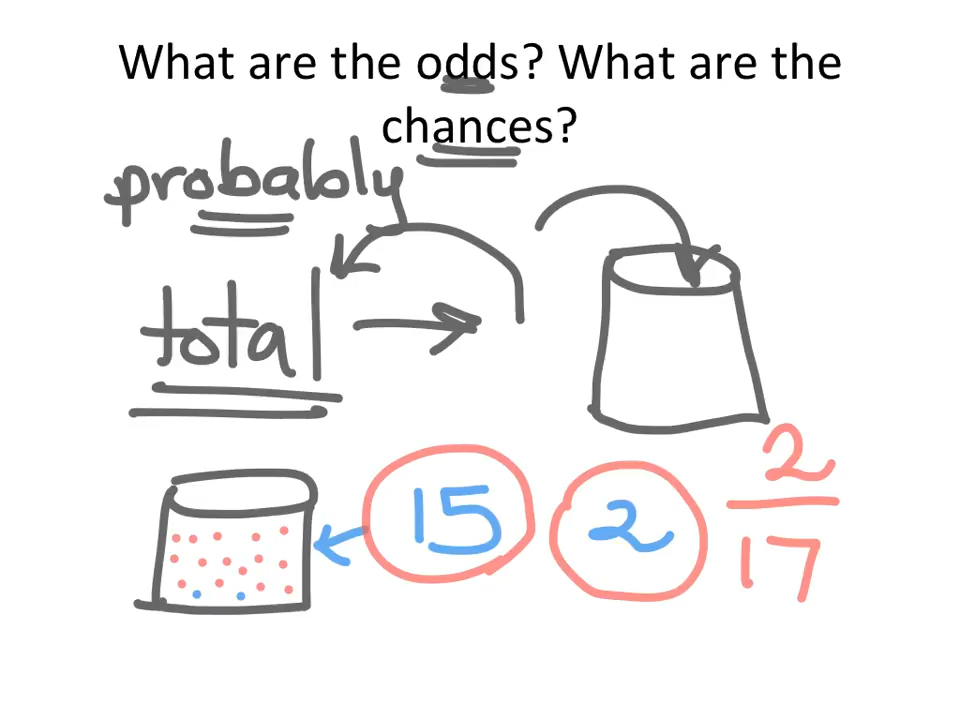 What are the odds? What are the
chances?
probably
total
15 2
2
17